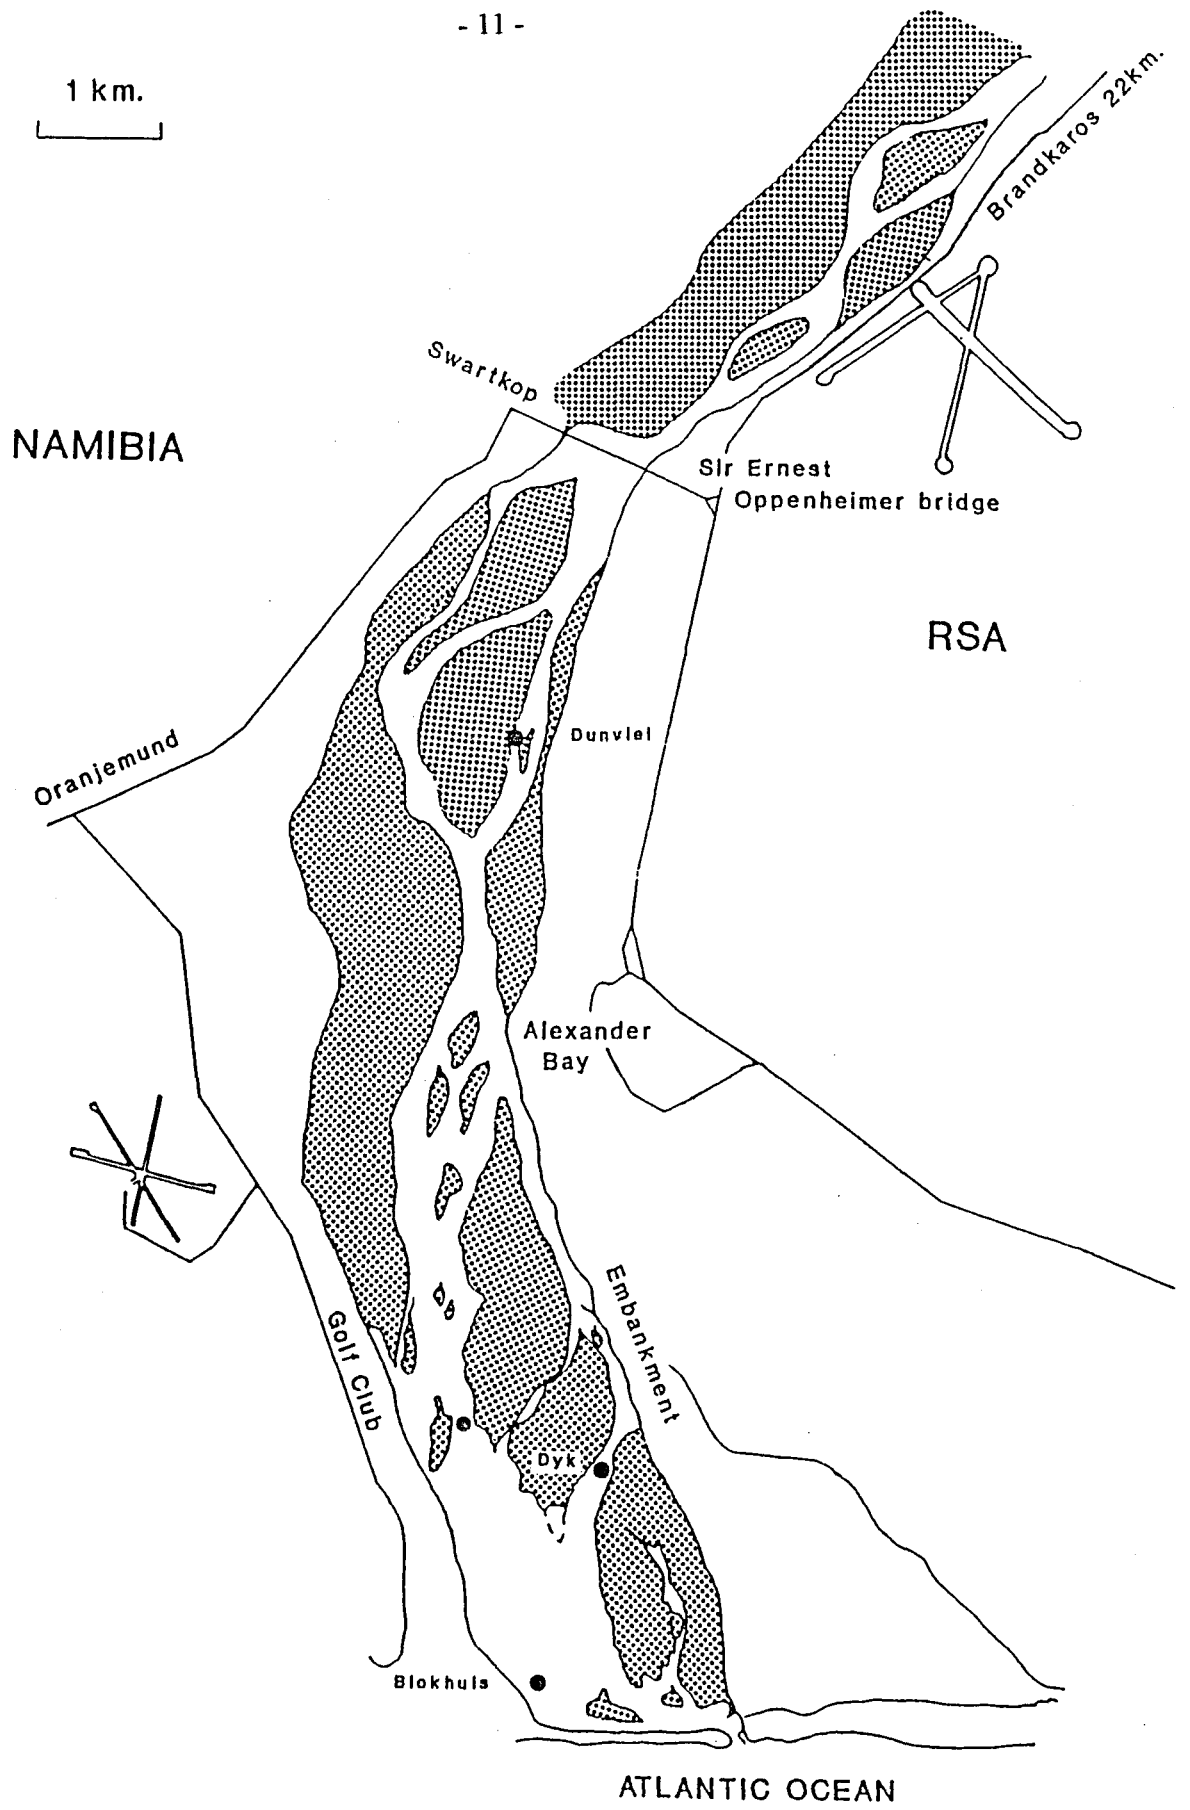 - 11 -
1 km.
Brandkaros 22km.
Swartkop
NAMIBIA
Sir Ernest
Oppenheimer bridge
RSA
Dunvlei
Oranjemund
Alexander
Bay
Embankment
Golf Club
Dyk
Blokhuis
ATLANTIC OCEAN